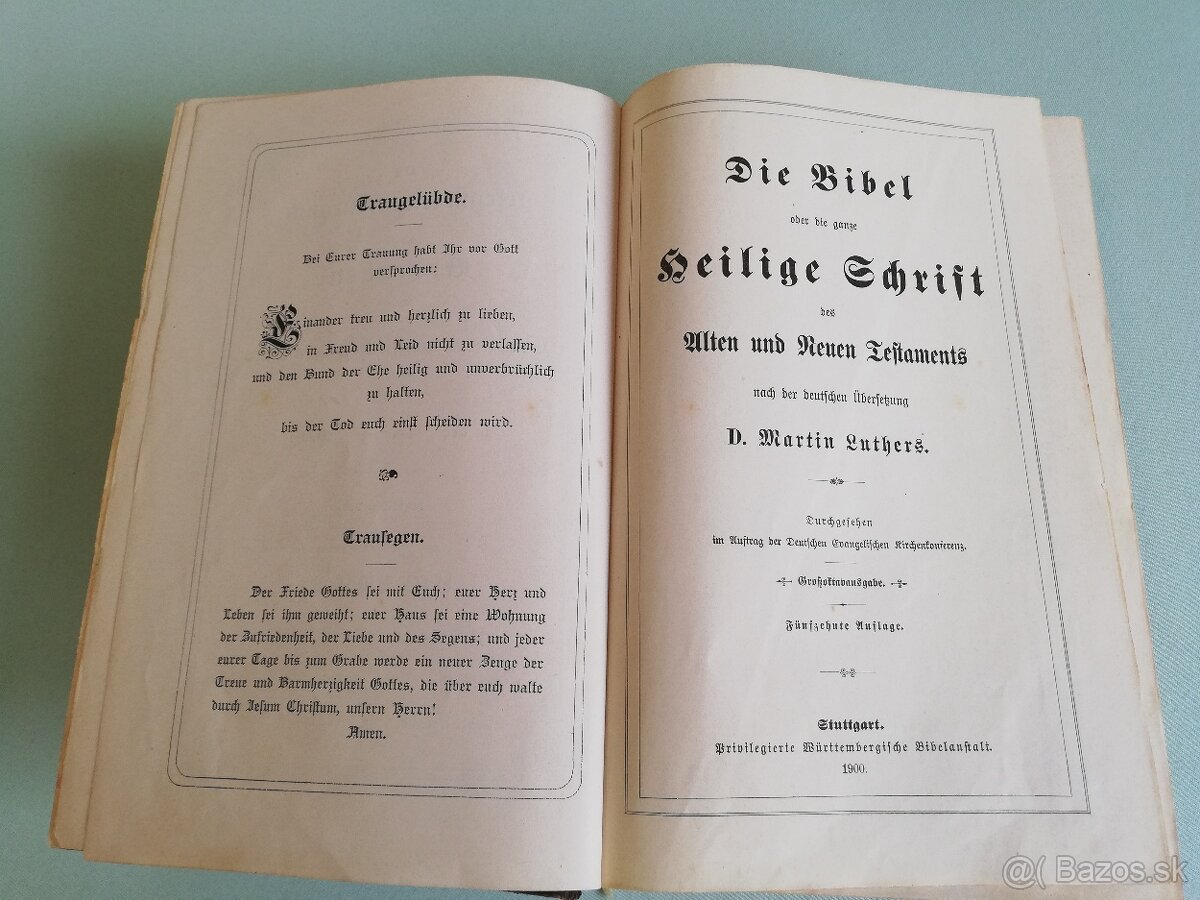 Traugelübde.
Bei Eurer Trauung habt Ihr vor Gott
versprochen:
Einander treu und herzlich zu lieben,
in Freud und Leid nicht zu verlassen,
und den Bund der Ehe heilig und unverbrüchlich
zu halten,
bis der Tod euch einst scheiden wird.
Trausegen.
Der Friede Gottes sei mit Euch; euer Herz und
Leben sei ihm geweiht; euer Haus sei eine Wohnung
der Zufriedenheit, der Liebe und des Segens; und jeder
eurer Tage bis zum Grabe werde ein neuer Zeuge der
Treue und Barmherzigkeit Gottes, die über euch walte
durch Jesum Christum, unsern Herrn!
Amen.
Die Bibel
oder die ganze
Heilige Schrift
des
Alten und Neuen Testaments
nach der deutschen Übersetzung
D. Martin Luthers.
Durchgesehen
im Auftrag der Deutschen Evangelischen Kirchenkonferenz.
Großoktavausgabe.
Fünfzehnte Auflage.
Stuttgart.
Privilegierte Württembergische Bibelanstalt.
1900.
@( Bazos.sk